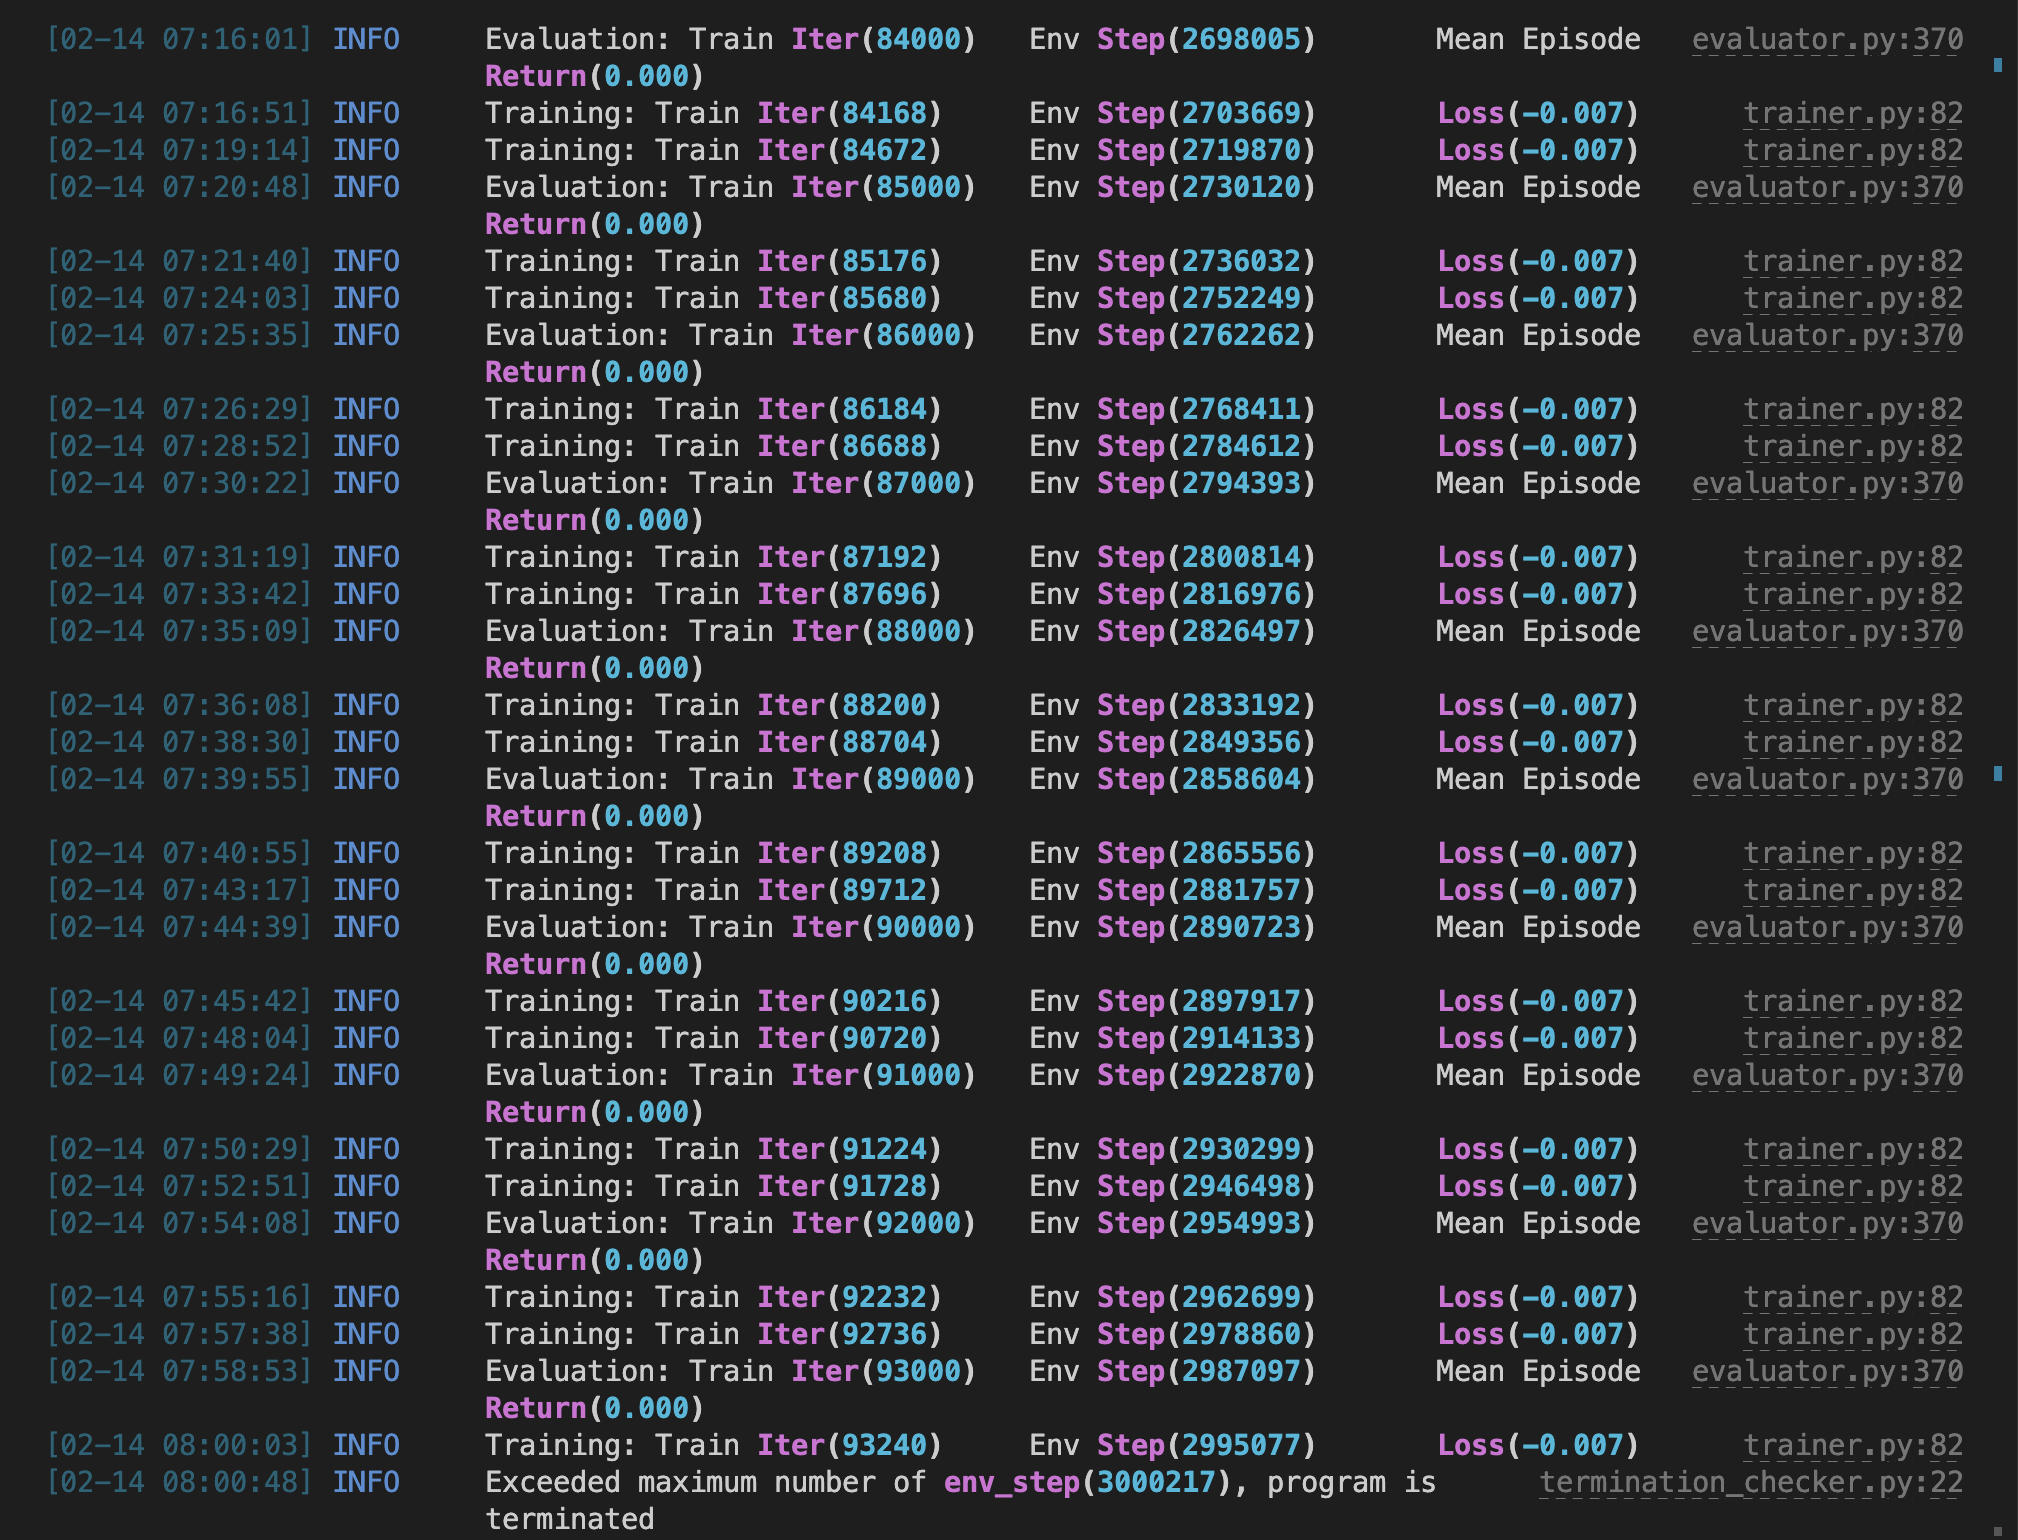 [02-14 07:16:01] INFO Evaluation: Train Iter(84000) Env Step(2698005) Mean Episode evaluator.py:370
Return(0.000)
[02-14 07:16:51] INFO Training: Train Iter(84168) Env Step(2703669) Loss(-0.007) trainer.py:82
[02-14 07:19:14] INFO Training: Train Iter(84672) Env Step(2719870) Loss(-0.007) trainer.py:82
[02-14 07:20:48] INFO Evaluation: Train Iter(85000) Env Step(2730120) Mean Episode evaluator.py:370
Return(0.000)
[02-14 07:21:40] INFO Training: Train Iter(85176) Env Step(2736032) Loss(-0.007) trainer.py:82
[02-14 07:24:03] INFO Training: Train Iter(85680) Env Step(2752249) Loss(-0.007) trainer.py:82
[02-14 07:25:35] INFO Evaluation: Train Iter(86000) Env Step(2762262) Mean Episode evaluator.py:370
Return(0.000)
[02-14 07:26:29] INFO Training: Train Iter(86184) Env Step(2768411) Loss(-0.007) trainer.py:82
[02-14 07:28:52] INFO Training: Train Iter(86688) Env Step(2784612) Loss(-0.007) trainer.py:82
[02-14 07:30:22] INFO Evaluation: Train Iter(87000) Env Step(2794393) Mean Episode evaluator.py:370
Return(0.000)
[02-14 07:31:19] INFO Training: Train Iter(87192) Env Step(2800814) Loss(-0.007) trainer.py:82
[02-14 07:33:42] INFO Training: Train Iter(87696) Env Step(2816976) Loss(-0.007) trainer.py:82
[02-14 07:35:09] INFO Evaluation: Train Iter(88000) Env Step(2826497) Mean Episode evaluator.py:370
Return(0.000)
[02-14 07:36:08] INFO Training: Train Iter(88200) Env Step(2833192) Loss(-0.007) trainer.py:82
[02-14 07:38:30] INFO Training: Train Iter(88704) Env Step(2849356) Loss(-0.007) trainer.py:82
[02-14 07:39:55] INFO Evaluation: Train Iter(89000) Env Step(2858604) Mean Episode evaluator.py:370
Return(0.000)
[02-14 07:40:55] INFO Training: Train Iter(89208) Env Step(2865556) Loss(-0.007) trainer.py:82
[02-14 07:43:17] INFO Training: Train Iter(89712) Env Step(2881757) Loss(-0.007) trainer.py:82
[02-14 07:44:39] INFO Evaluation: Train Iter(90000) Env Step(2890723) Mean Episode evaluator.py:370
Return(0.000)
[02-14 07:45:42] INFO Training: Train Iter(90216) Env Step(2897917) Loss(-0.007) trainer.py:82
[02-14 07:48:04] INFO Training: Train Iter(90720) Env Step(2914133) Loss(-0.007) trainer.py:82
[02-14 07:49:24] INFO Evaluation: Train Iter(91000) Env Step(2922870) Mean Episode evaluator.py:370
Return(0.000)
[02-14 07:50:29] INFO Training: Train Iter(91224) Env Step(2930299) Loss(-0.007) trainer.py:82
[02-14 07:52:51] INFO Training: Train Iter(91728) Env Step(2946498) Loss(-0.007) trainer.py:82
[02-14 07:54:08] INFO Evaluation: Train Iter(92000) Env Step(2954993) Mean Episode evaluator.py:370
Return(0.000)
[02-14 07:55:16] INFO Training: Train Iter(92232) Env Step(2962699) Loss(-0.007) trainer.py:82
[02-14 07:57:38] INFO Training: Train Iter(92736) Env Step(2978860) Loss(-0.007) trainer.py:82
[02-14 07:58:53] INFO Evaluation: Train Iter(93000) Env Step(2987097) Mean Episode evaluator.py:370
Return(0.000)
[02-14 08:00:03] INFO Training: Train Iter(93240) Env Step(2995077) Loss(-0.007) trainer.py:82
[02-14 08:00:48] INFO Exceeded maximum number of env_step(3000217), program is termination_checker.py:22
terminated